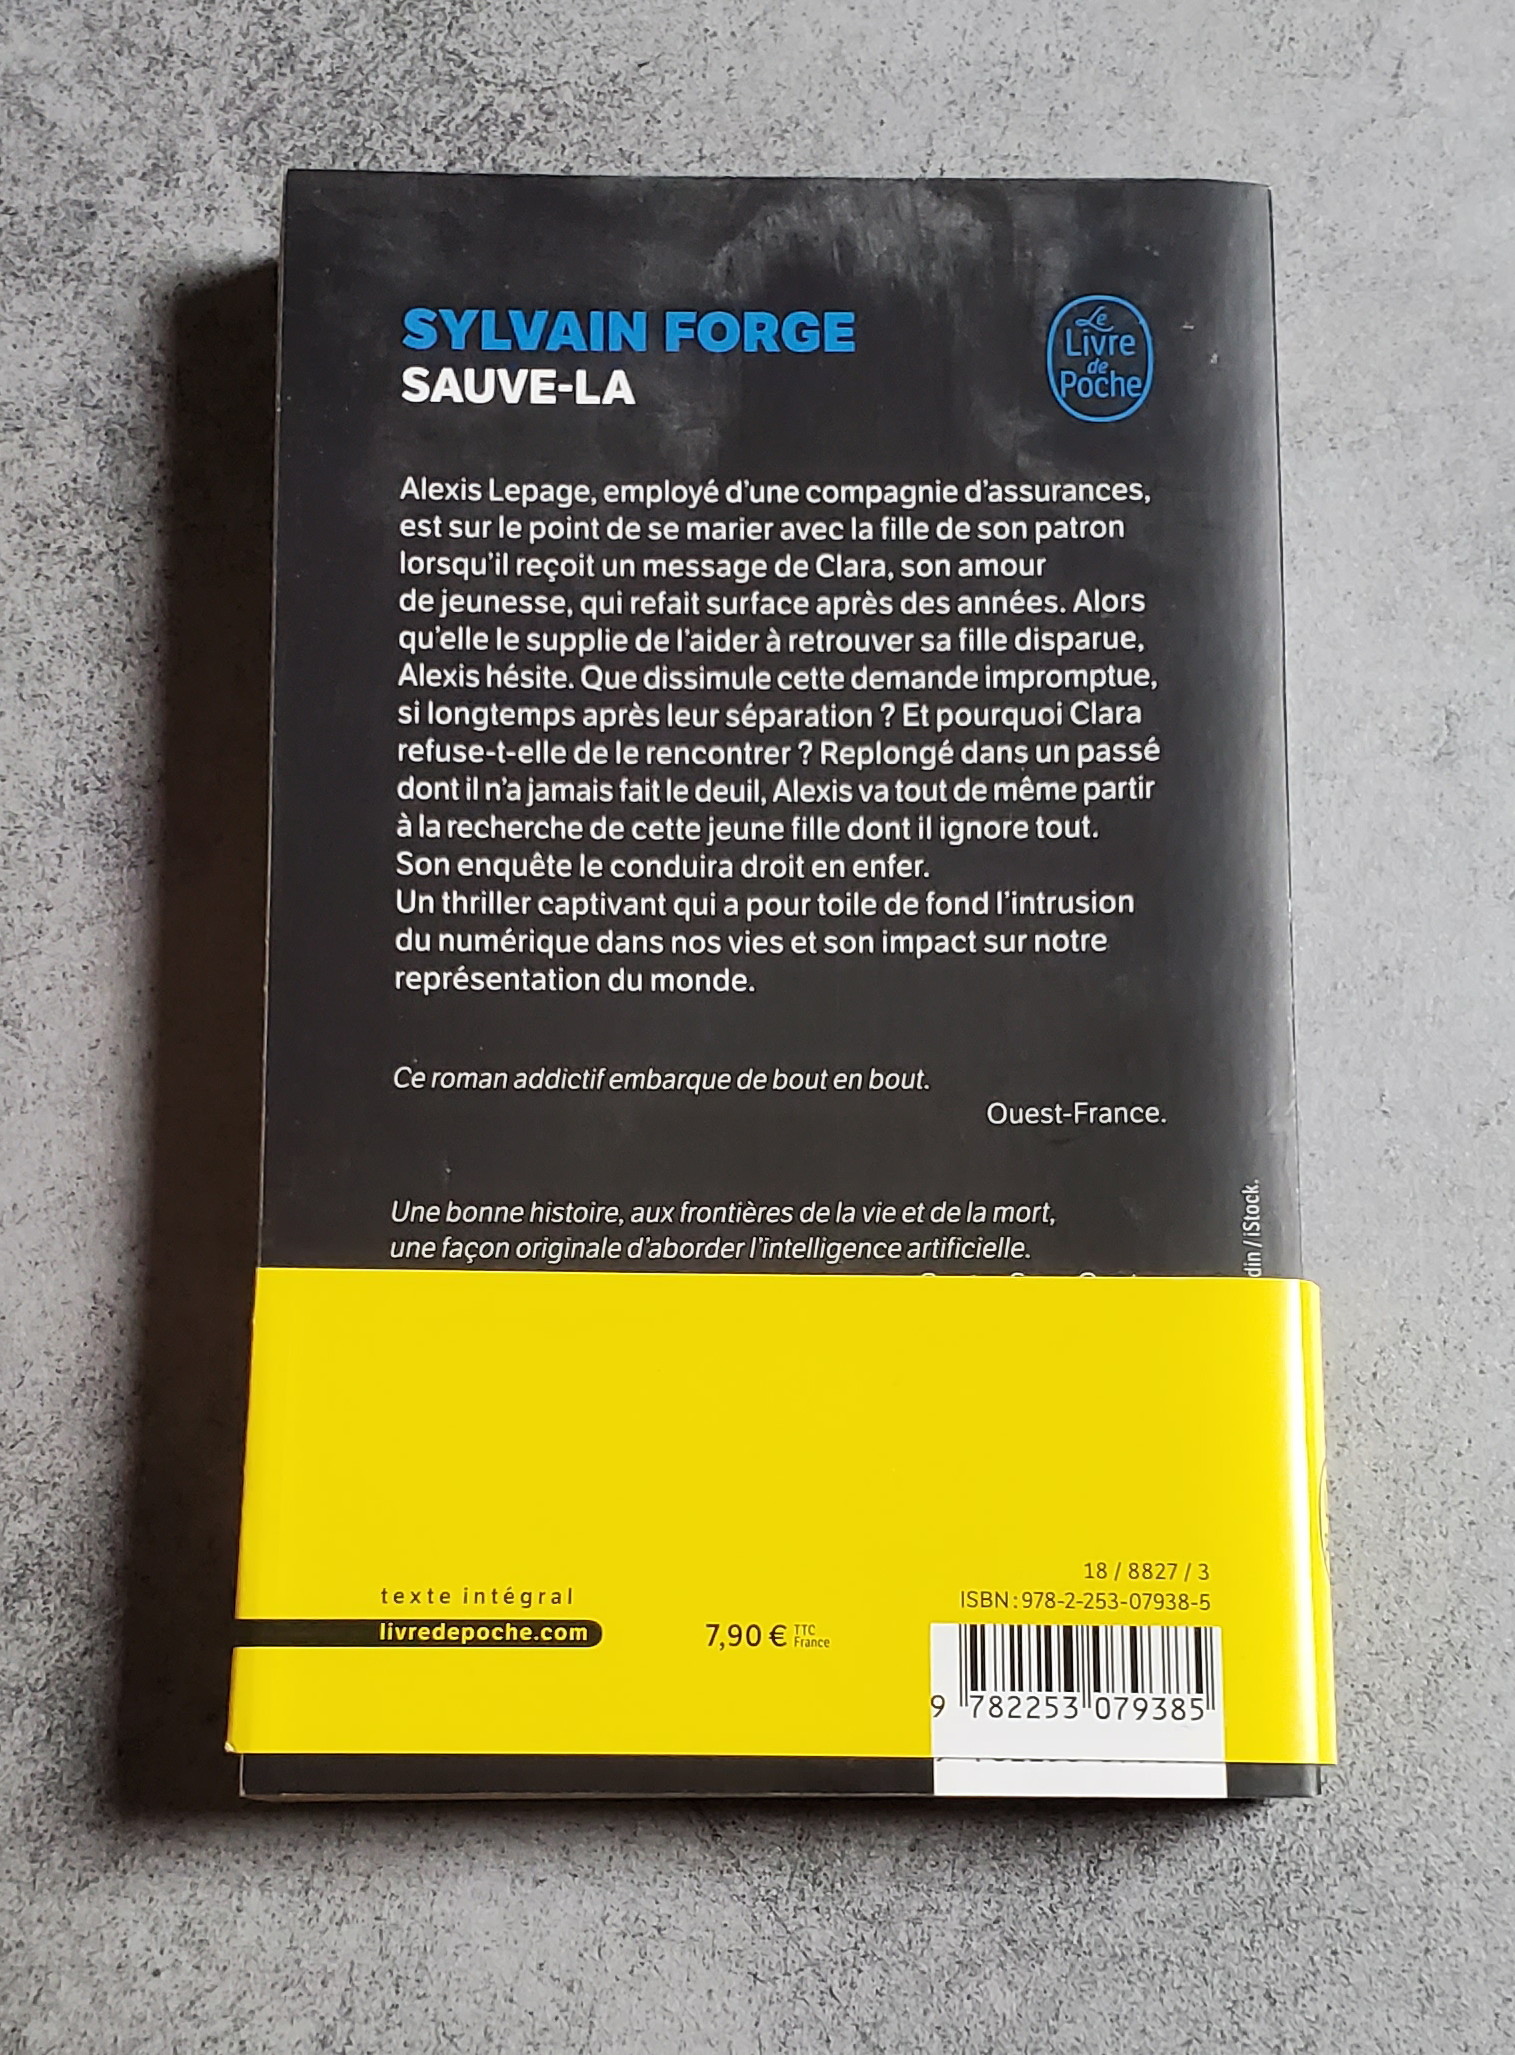 SYLVAIN FORGE
SAUVE-LA
Le
Livre
de
Poche
Alexis Lepage, employé d'une compagnie d'assurances,
est sur le point de se marier avec la fille de son patron
lorsqu'il reçoit un message de Clara, son amour
de jeunesse, qui refait surface après des années. Alors
qu'elle le supplie de l'aider à retrouver sa fille disparue,
Alexis hésite. Que dissimule cette demande impromptue,
si longtemps après leur séparation ? Et pourquoi Clara
refuse-t-elle de le rencontrer ? Replongé dans un passé
dont il n'a jamais fait le deuil, Alexis va tout de même partir
à la recherche de cette jeune fille dont il ignore tout.
Son enquête le conduira droit en enfer.
Un thriller captivant qui a pour toile de fond l'intrusion
du numérique dans nos vies et son impact sur notre
représentation du monde.
Ce roman addictif embarque de bout en bout.
Ouest-France.
Une bonne histoire, aux frontières de la vie et de la mort,
une façon originale d'aborder l'intelligence artificielle.
din / iStock.
18 / 8827 / 3
ISBN : 978-2-253-07938-5
texte intégral
livredepoche.com
7,90 € TTC France
9 782253 079385